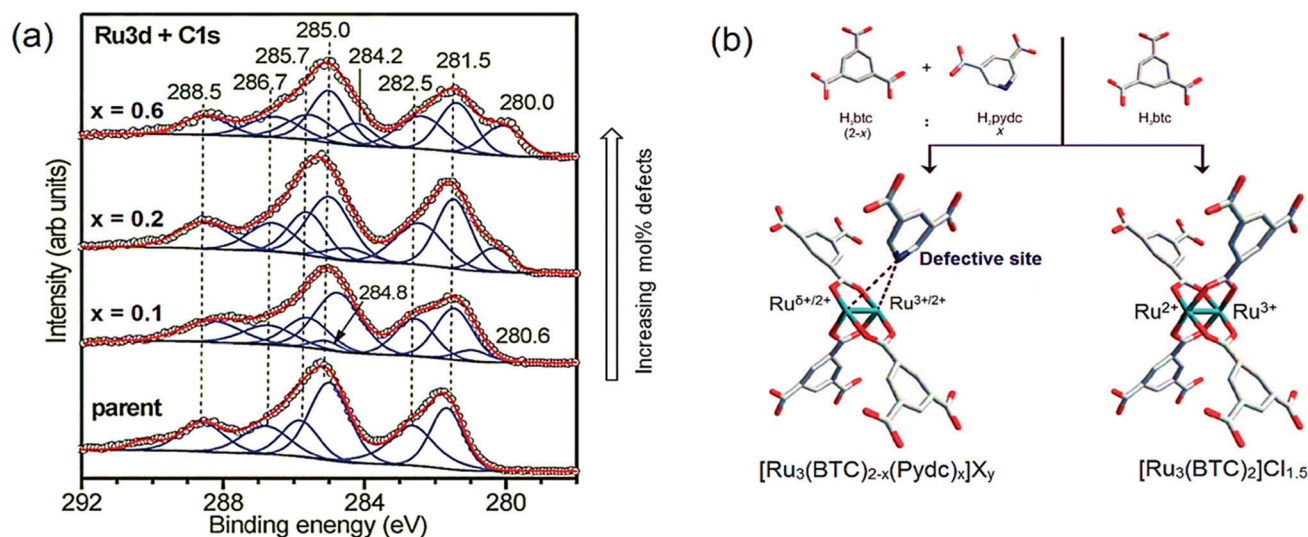 (a)
Ru3d + C1s
285.0
285.7
284.2
286.7
281.5
282.5
288.5
280.0
x = 0.6
x = 0.2
x = 0.1
284.8
280.6
parent
Intensity (arb units)
292
288
284
280
Binding enengy (eV)
Increasing mol% defects
(b)
+
H₃btc
(2-x)
:
H₂pydc
x
H₃btc
Defective site
Ruδ+/2+
Ru3+/2+
Ru2+
Ru3+
[Ru₃(BTC)₂₋ₓ(Pydc)ₓ]Xᵧ
[Ru₃(BTC)₂]Cl₁.₅